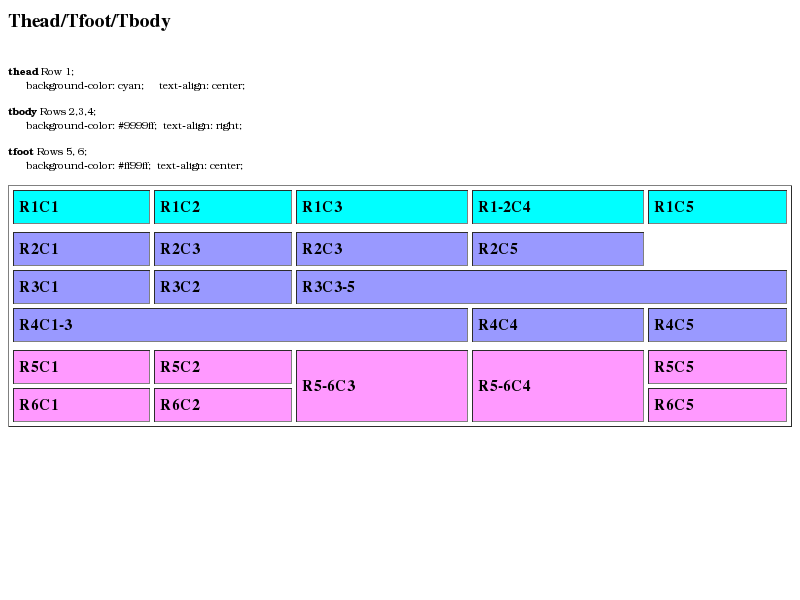 Thead/Tfoot/Tbody
thead Row 1;
background-color: cyan; text-align: center;
tbody Rows 2,3,4;
background-color: #9999ff; text-align: right;
tfoot Rows 5, 6;
background-color: #ff99ff; text-align: center;
R1C1 R1C2 R1C3 R1-2C4 R1C5
R2C1 R2C3 R2C3 R2C5
R3C1 R3C2 R3C3-5
R4C1-3 R4C4 R4C5
R5C1 R5C2 R5-6C3 R5-6C4 R5C5
R6C1 R6C2 R6C5